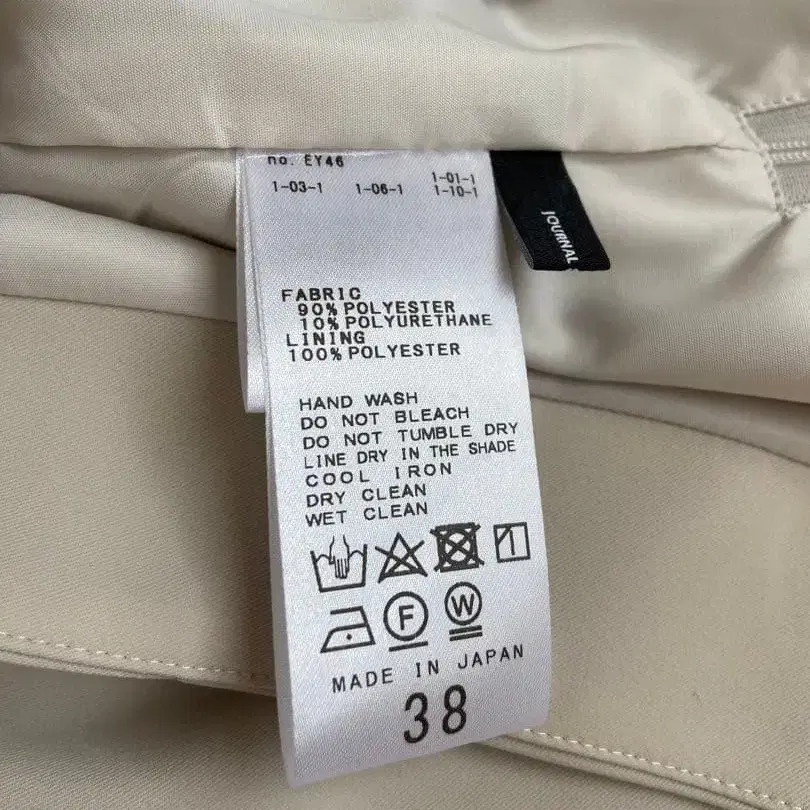 no. EY46
1-01-1
1-03-1 1-06-1 1-10-1
JOURNAL
FABRIC
90% POLYESTER
10% POLYURETHANE
LINING
100% POLYESTER
HAND WASH
DO NOT BLEACH
DO NOT TUMBLE DRY
LINE DRY IN THE SHADE
COOL IRON
DRY CLEAN
WET CLEAN
F W
MADE IN JAPAN
38